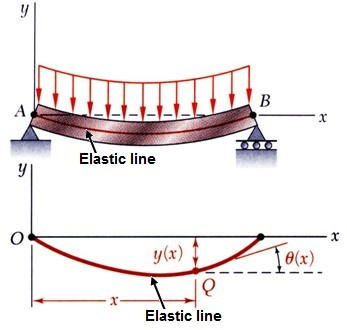 y
A
B
x
Elastic line
y
O
x
y(x)
θ(x)
Q
x
Elastic line